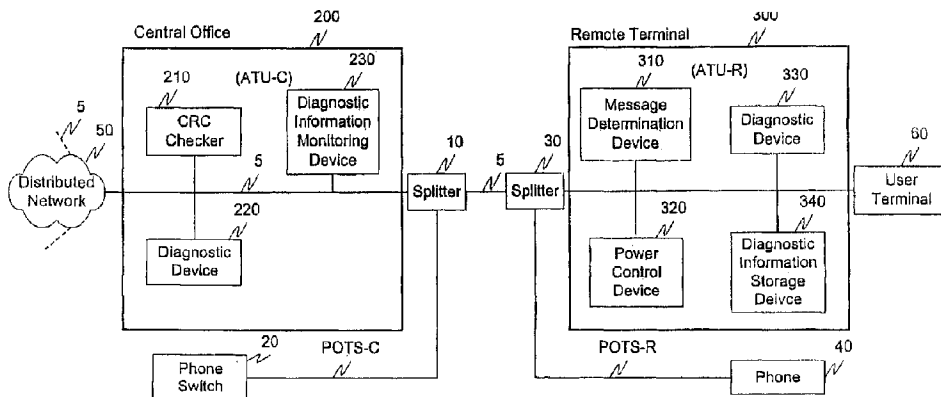 Central Office
200
300
Remote Terminal
(ATU-C)
230
310
(ATU-R)
330
210
5
50
CRC
Checker
Diagnostic
Information
Monitoring
Device
10
5
30
Message
Determination
Device
Diagnostic
Device
60
Distributed
Network
5
Splitter
Splitter
User
Terminal
220
320
340
Diagnostic
Device
Power
Control
Device
Diagnostic
Information
Storage
Deivce
20
POTS-C
POTS-R
40
Phone
Switch
Phone